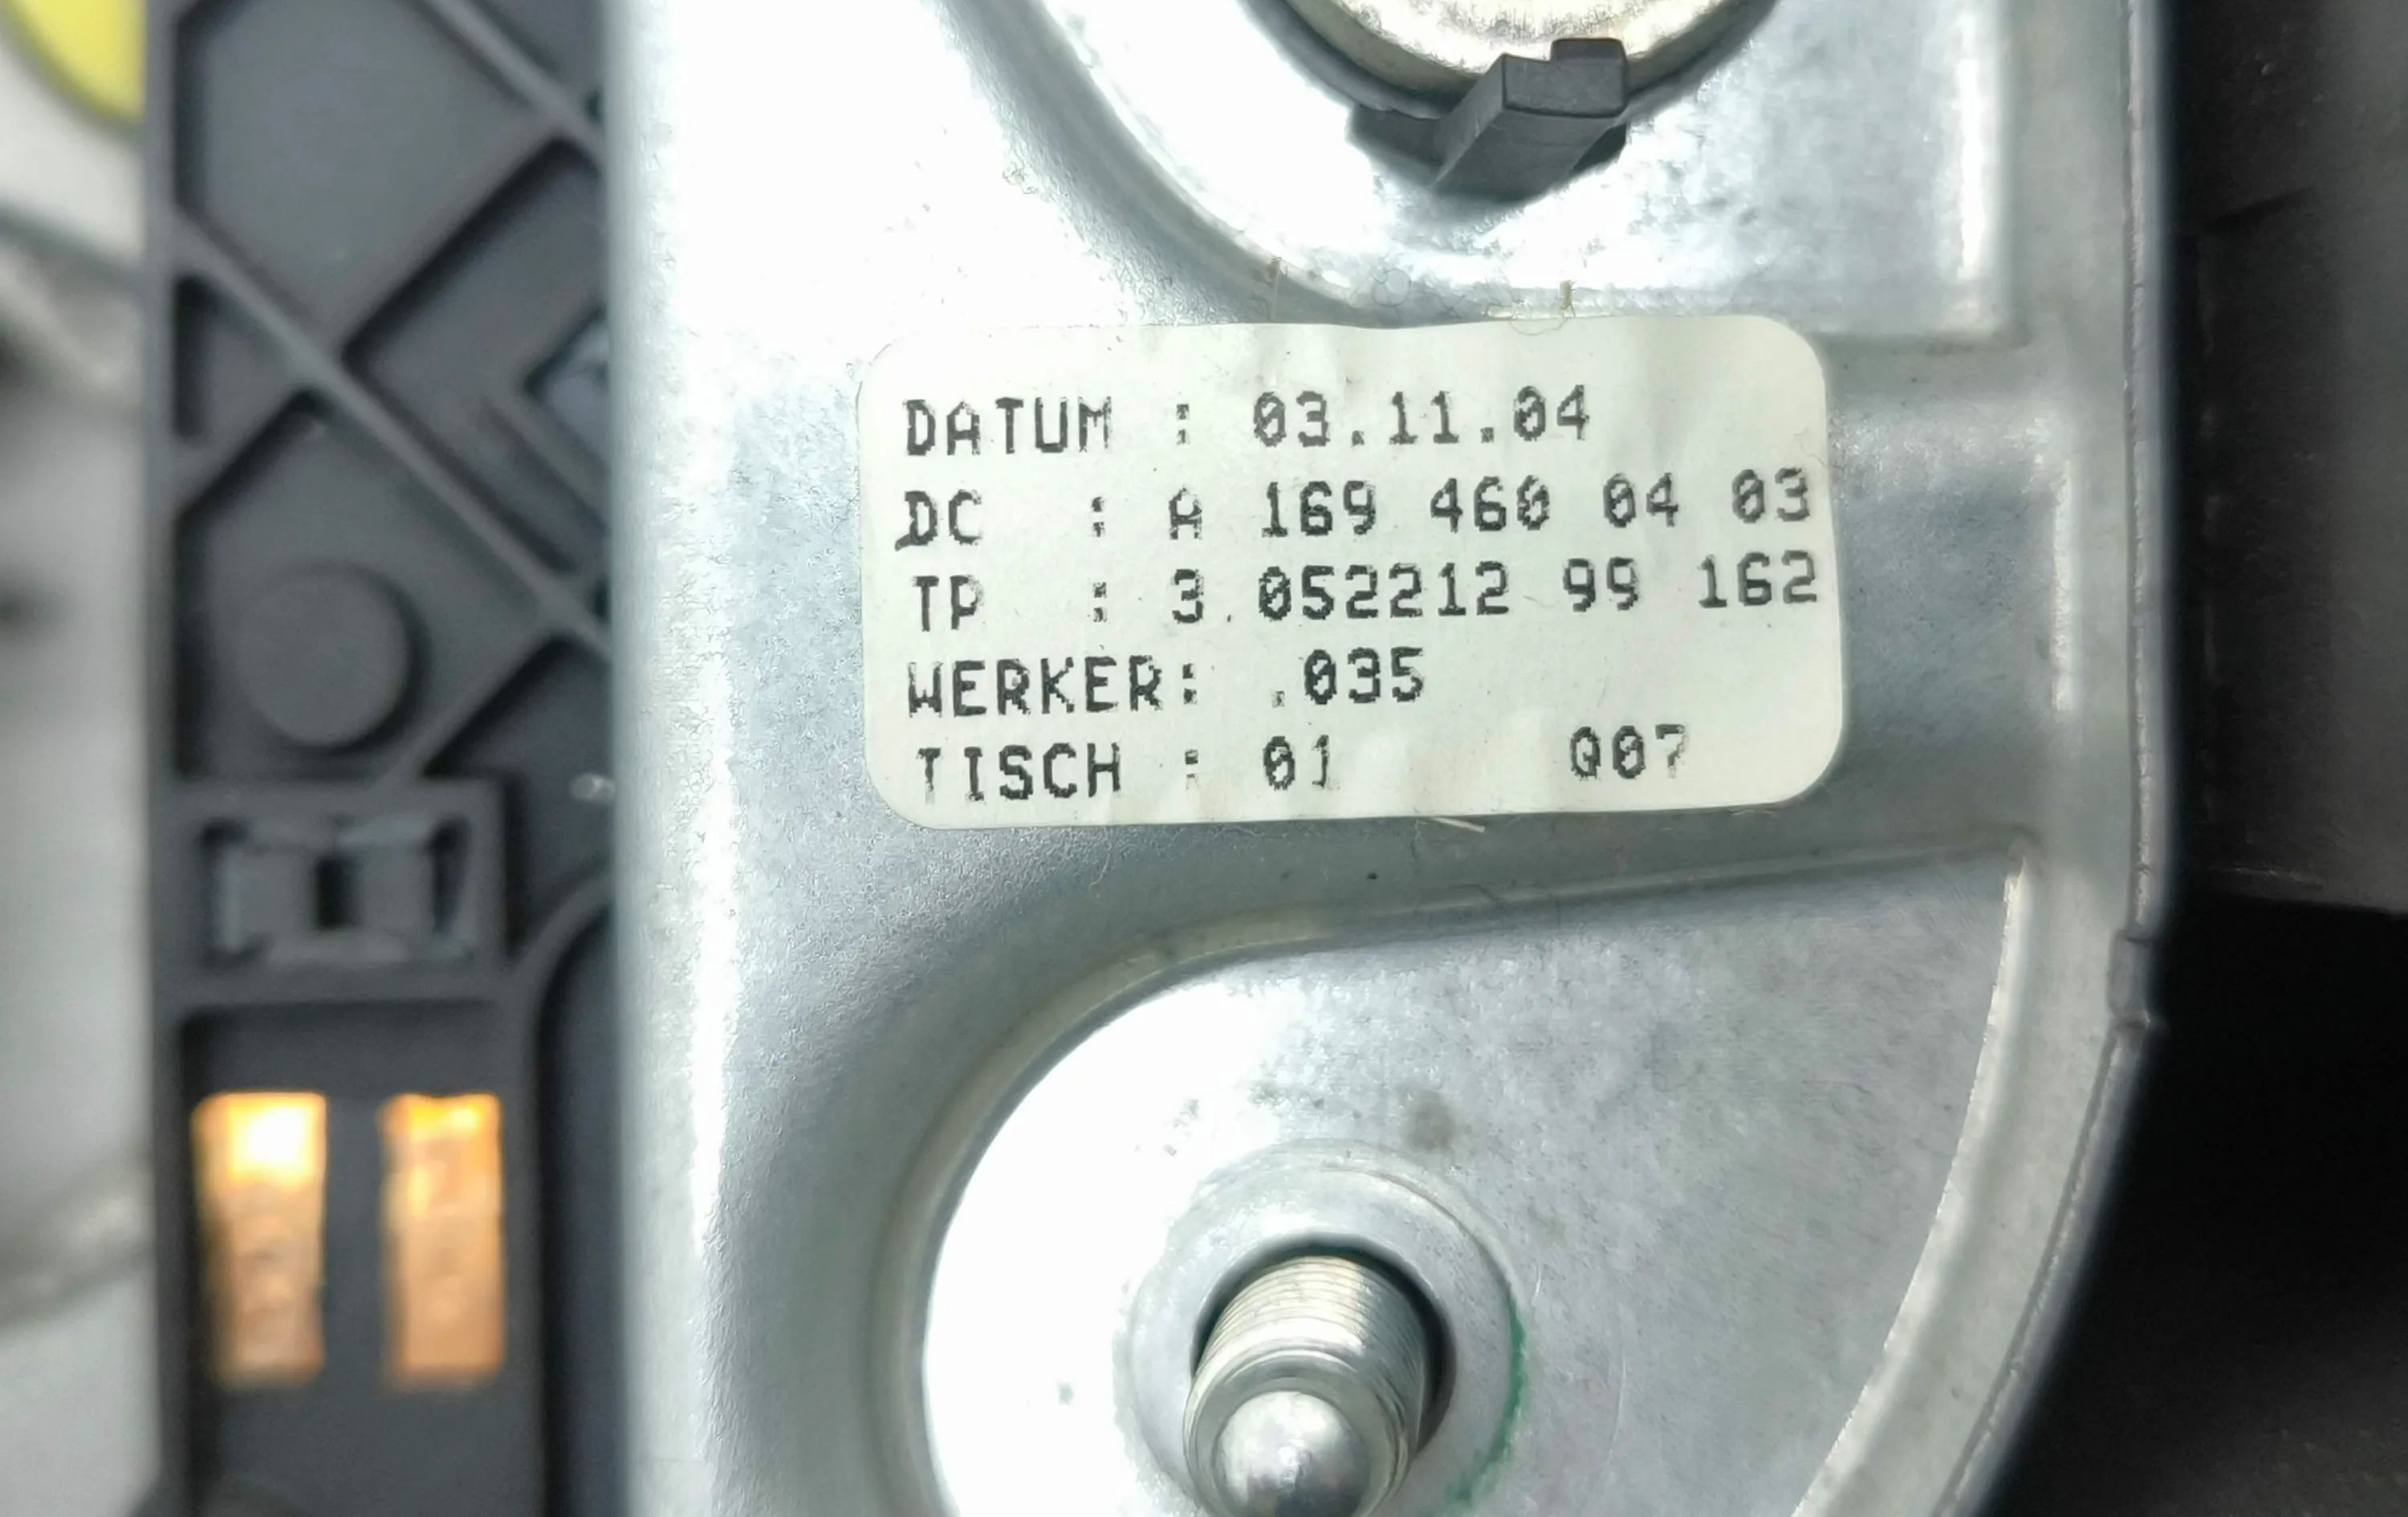 DATUM : 03.11.04
DC : A 169 460 04 03
TP : 3 052212 99 162
WERKER: .035
TISCH : 01 Q07